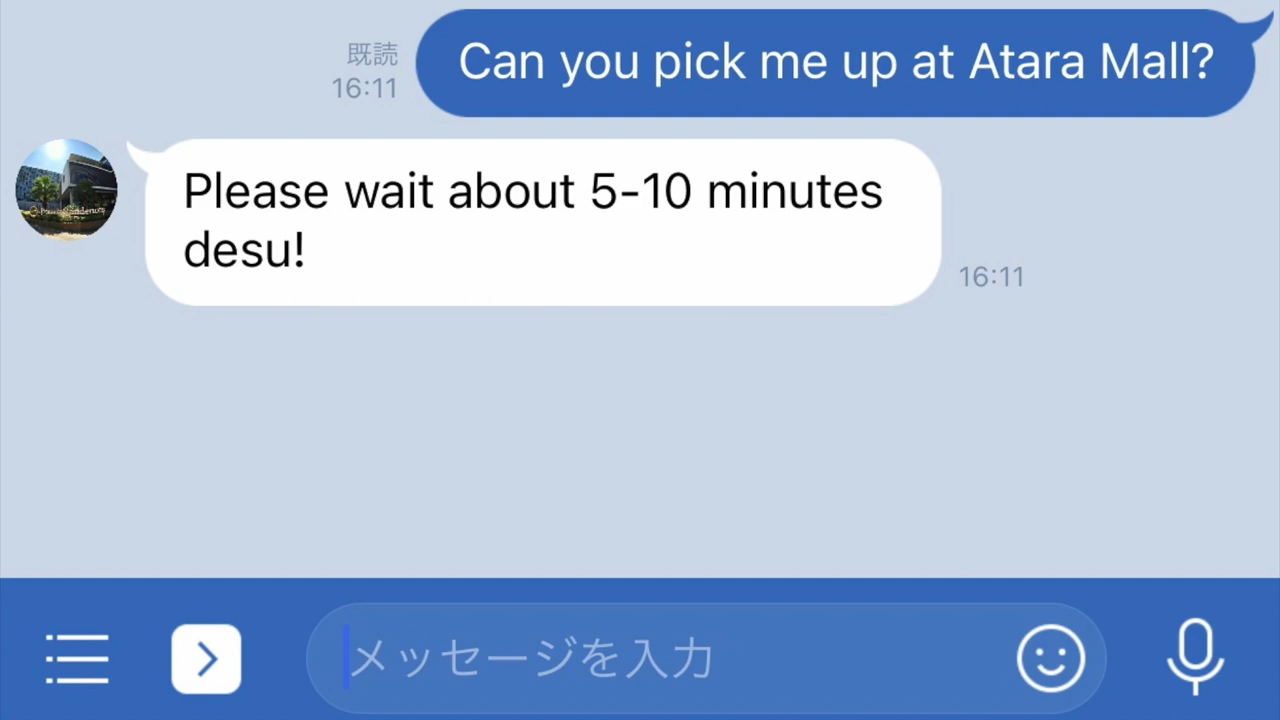 Can you pick me up at Atara Mall?
既読
16:11
Please wait about 5-10 minutes
desu!
16:11
メッセージを入力